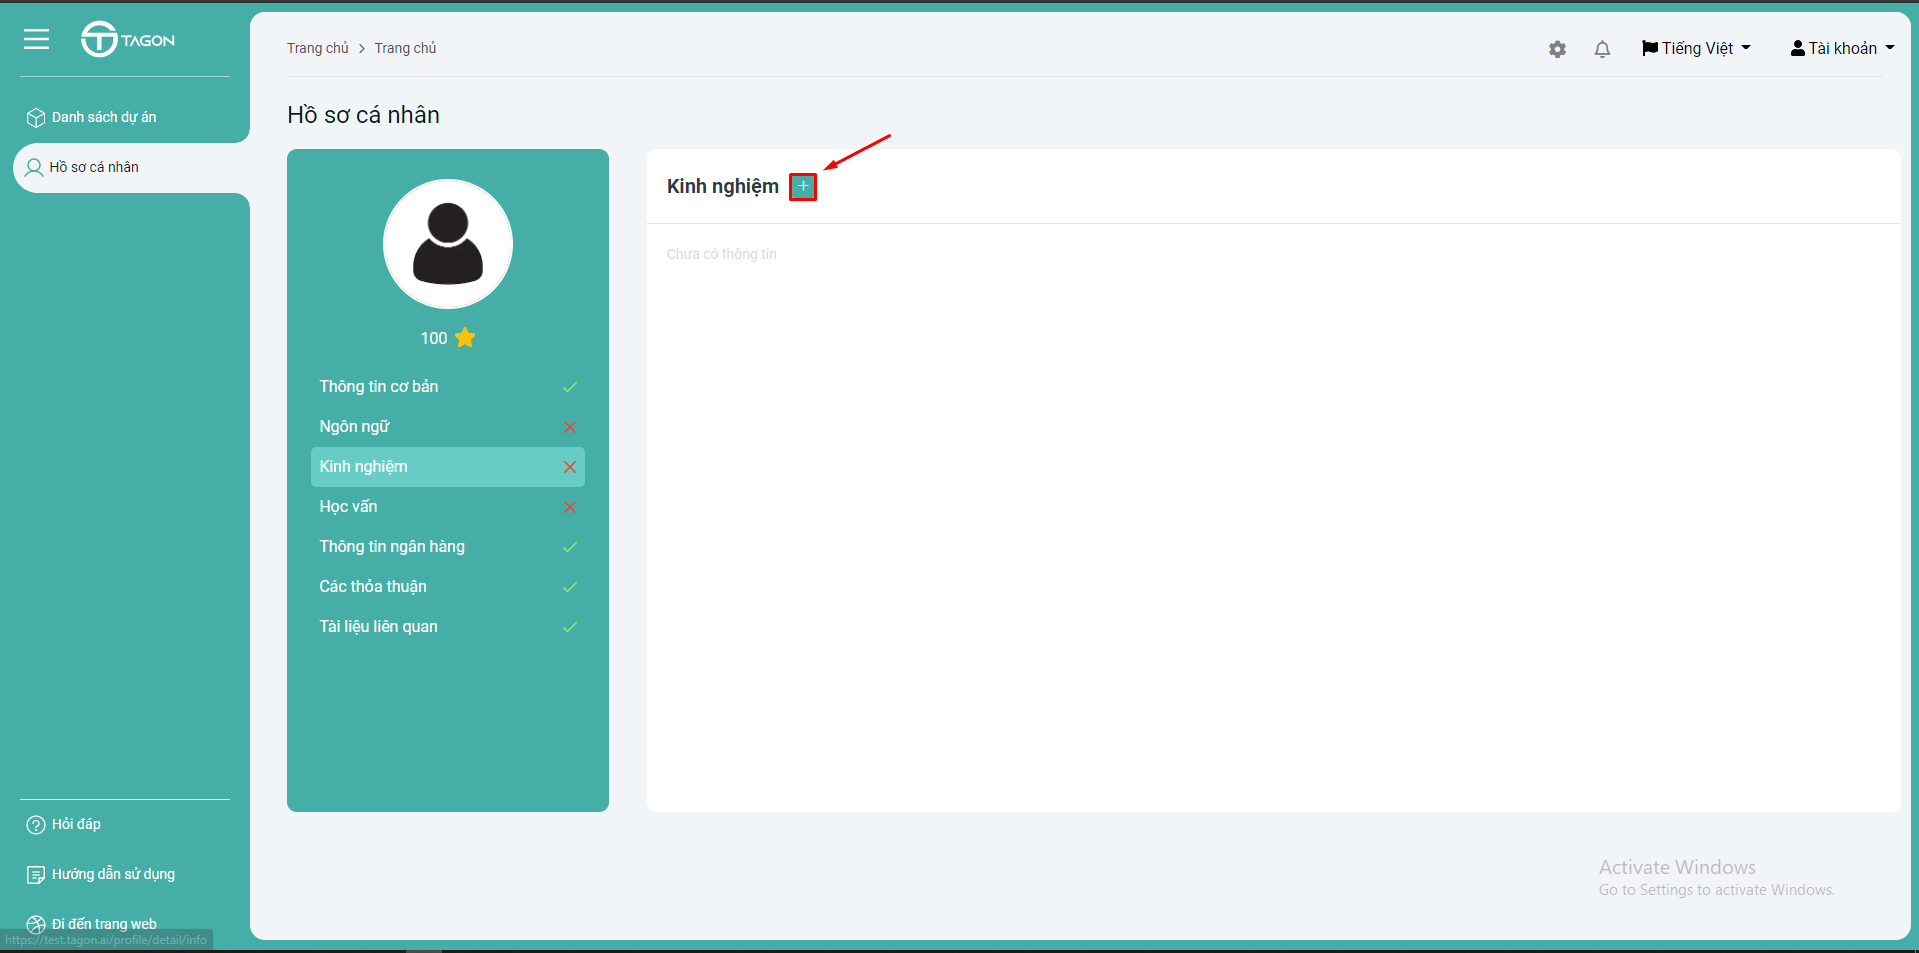 TAGON
Trang chủ > Trang chủ
Tiếng Việt
Tài khoản
Danh sách dự án
Hồ sơ cá nhân
Hồ sơ cá nhân
100
Thông tin cơ bản
Ngôn ngữ
Kinh nghiệm
Học vấn
Thông tin ngân hàng
Các thỏa thuận
Tài liệu liên quan
Kinh nghiệm +
Chưa có thông tin
Hỏi đáp
Hướng dẫn sử dụng
Đi đến trang web
https://test.tagon.ai/profile/detail/info
Activate Windows
Go to Settings to activate Windows.